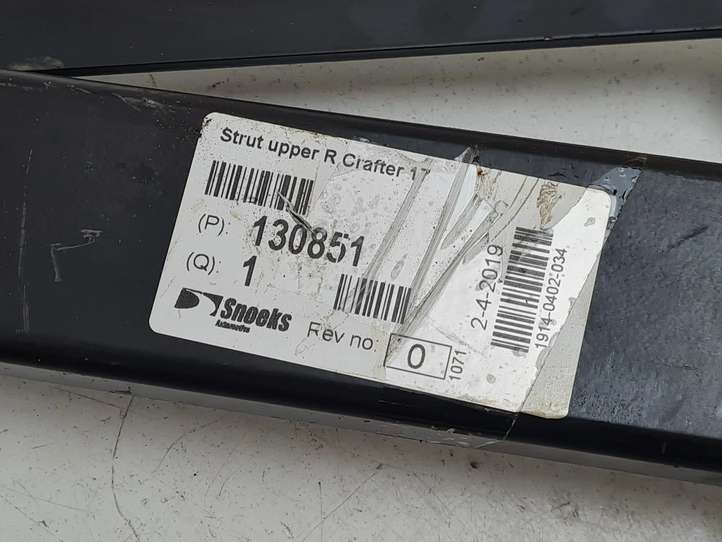 Strut upper R Crafter 17
(P): 130851
(Q): 1
Snoeks
Automotive
Rev no. 0
1071
2-4-2019
1914-0402-034